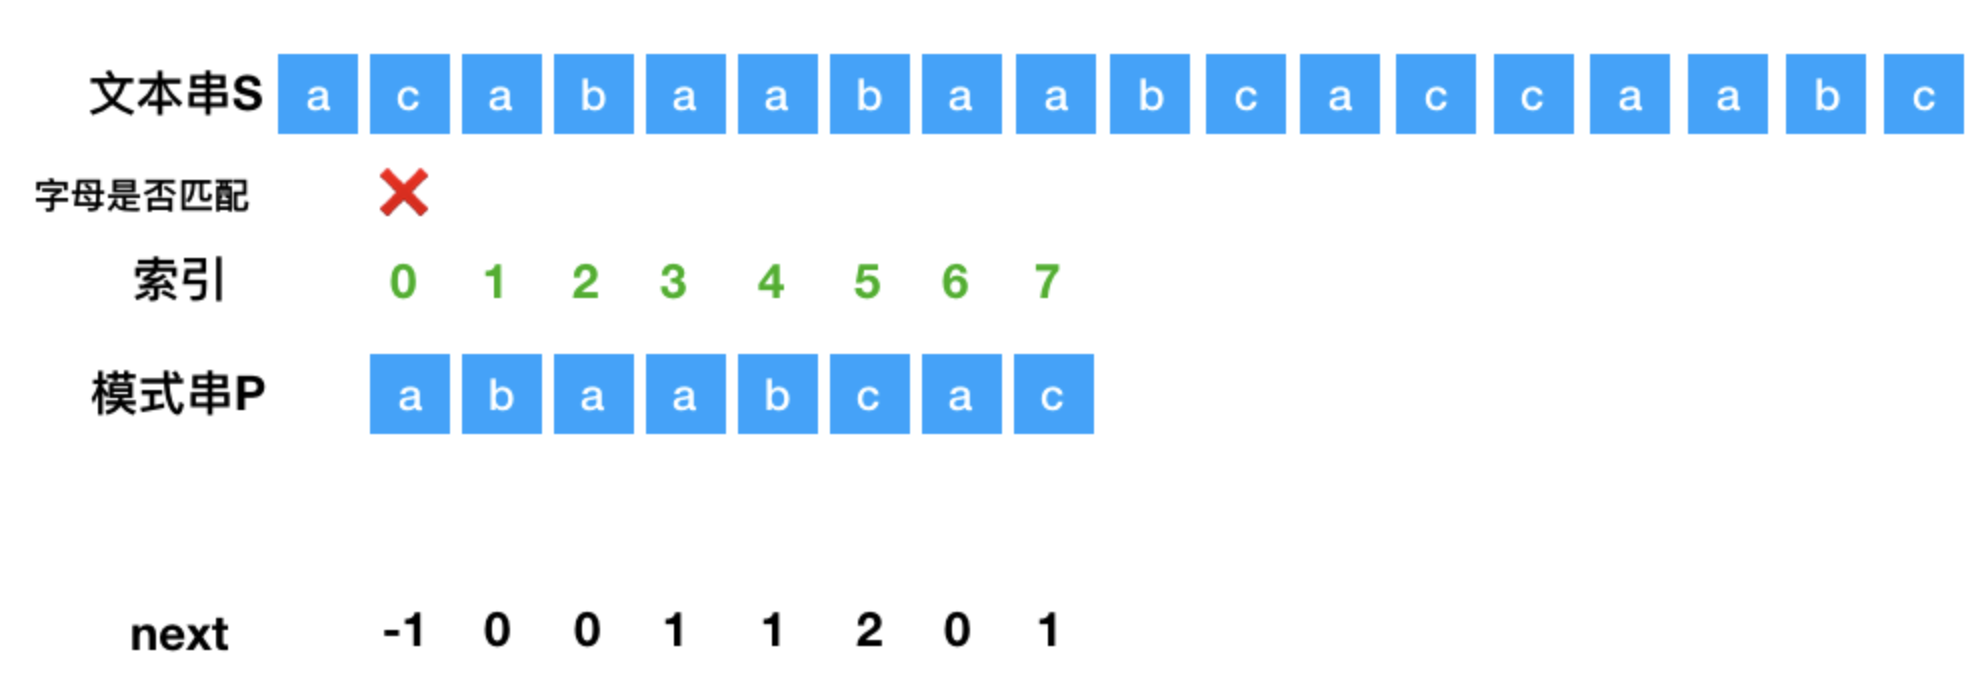 文本串S a c a b a a b a a b c a c c a a b c
字母是否匹配
索引 0 1 2 3 4 5 6 7
模式串P a b a a b c a c
next -1 0 0 1 1 2 0 1